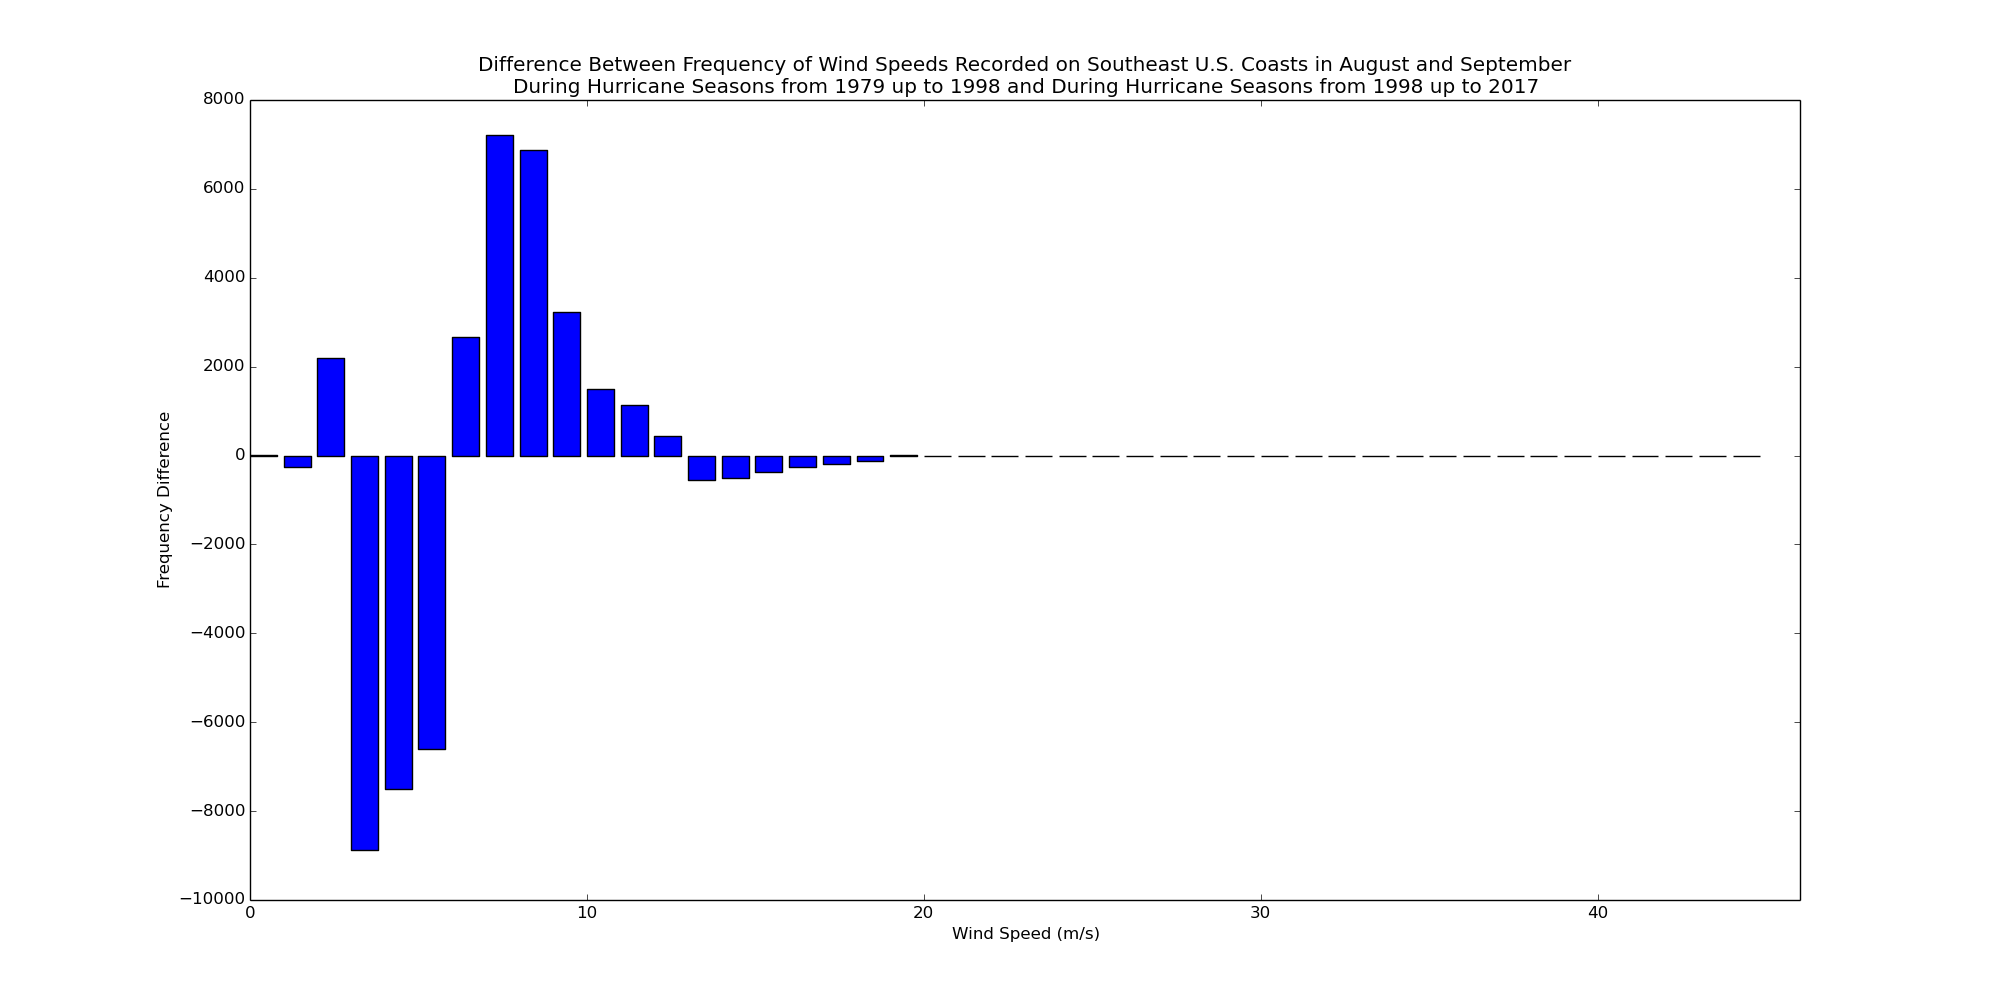 Difference Between Frequency of Wind Speeds Recorded on Southeast U.S. Coasts in August and September
During Hurricane Seasons from 1979 up to 1998 and During Hurricane Seasons from 1998 up to 2017
8000
6000
4000
2000
0
−2000
−4000
−6000
−8000
−10000
Frequency Difference
0 10 20 30 40
Wind Speed (m/s)